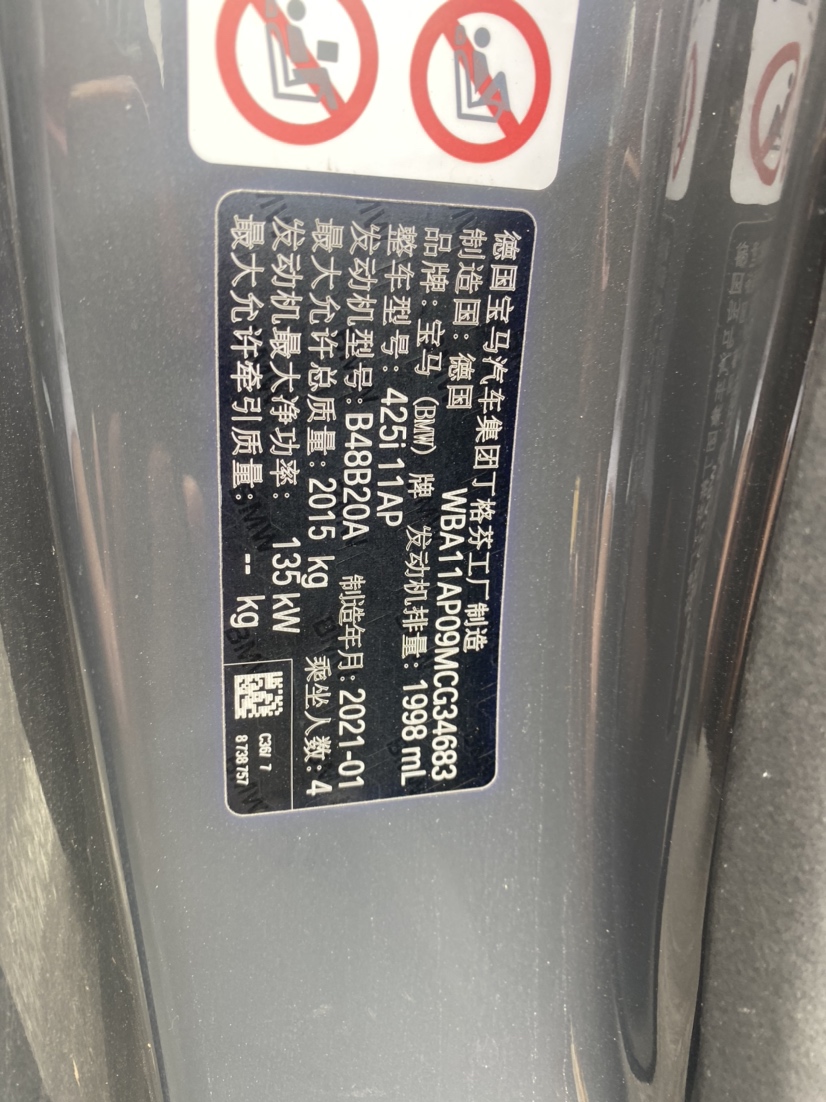 德国宝马汽车集团丁格芬工厂制造
制造国：德国 WBA11AP09MCG34683
品牌：宝马 (BMW) 牌 发动机排量：1998 mL
整车型号：425i 11AP
发动机型号：B48B20A 制造年月：2021-01
最大允许总质量：2015 kg 乘坐人数：4
发动机最大净功率：135 kW
最大允许牵引质量： -- kg
C36/ 7
8 738 757